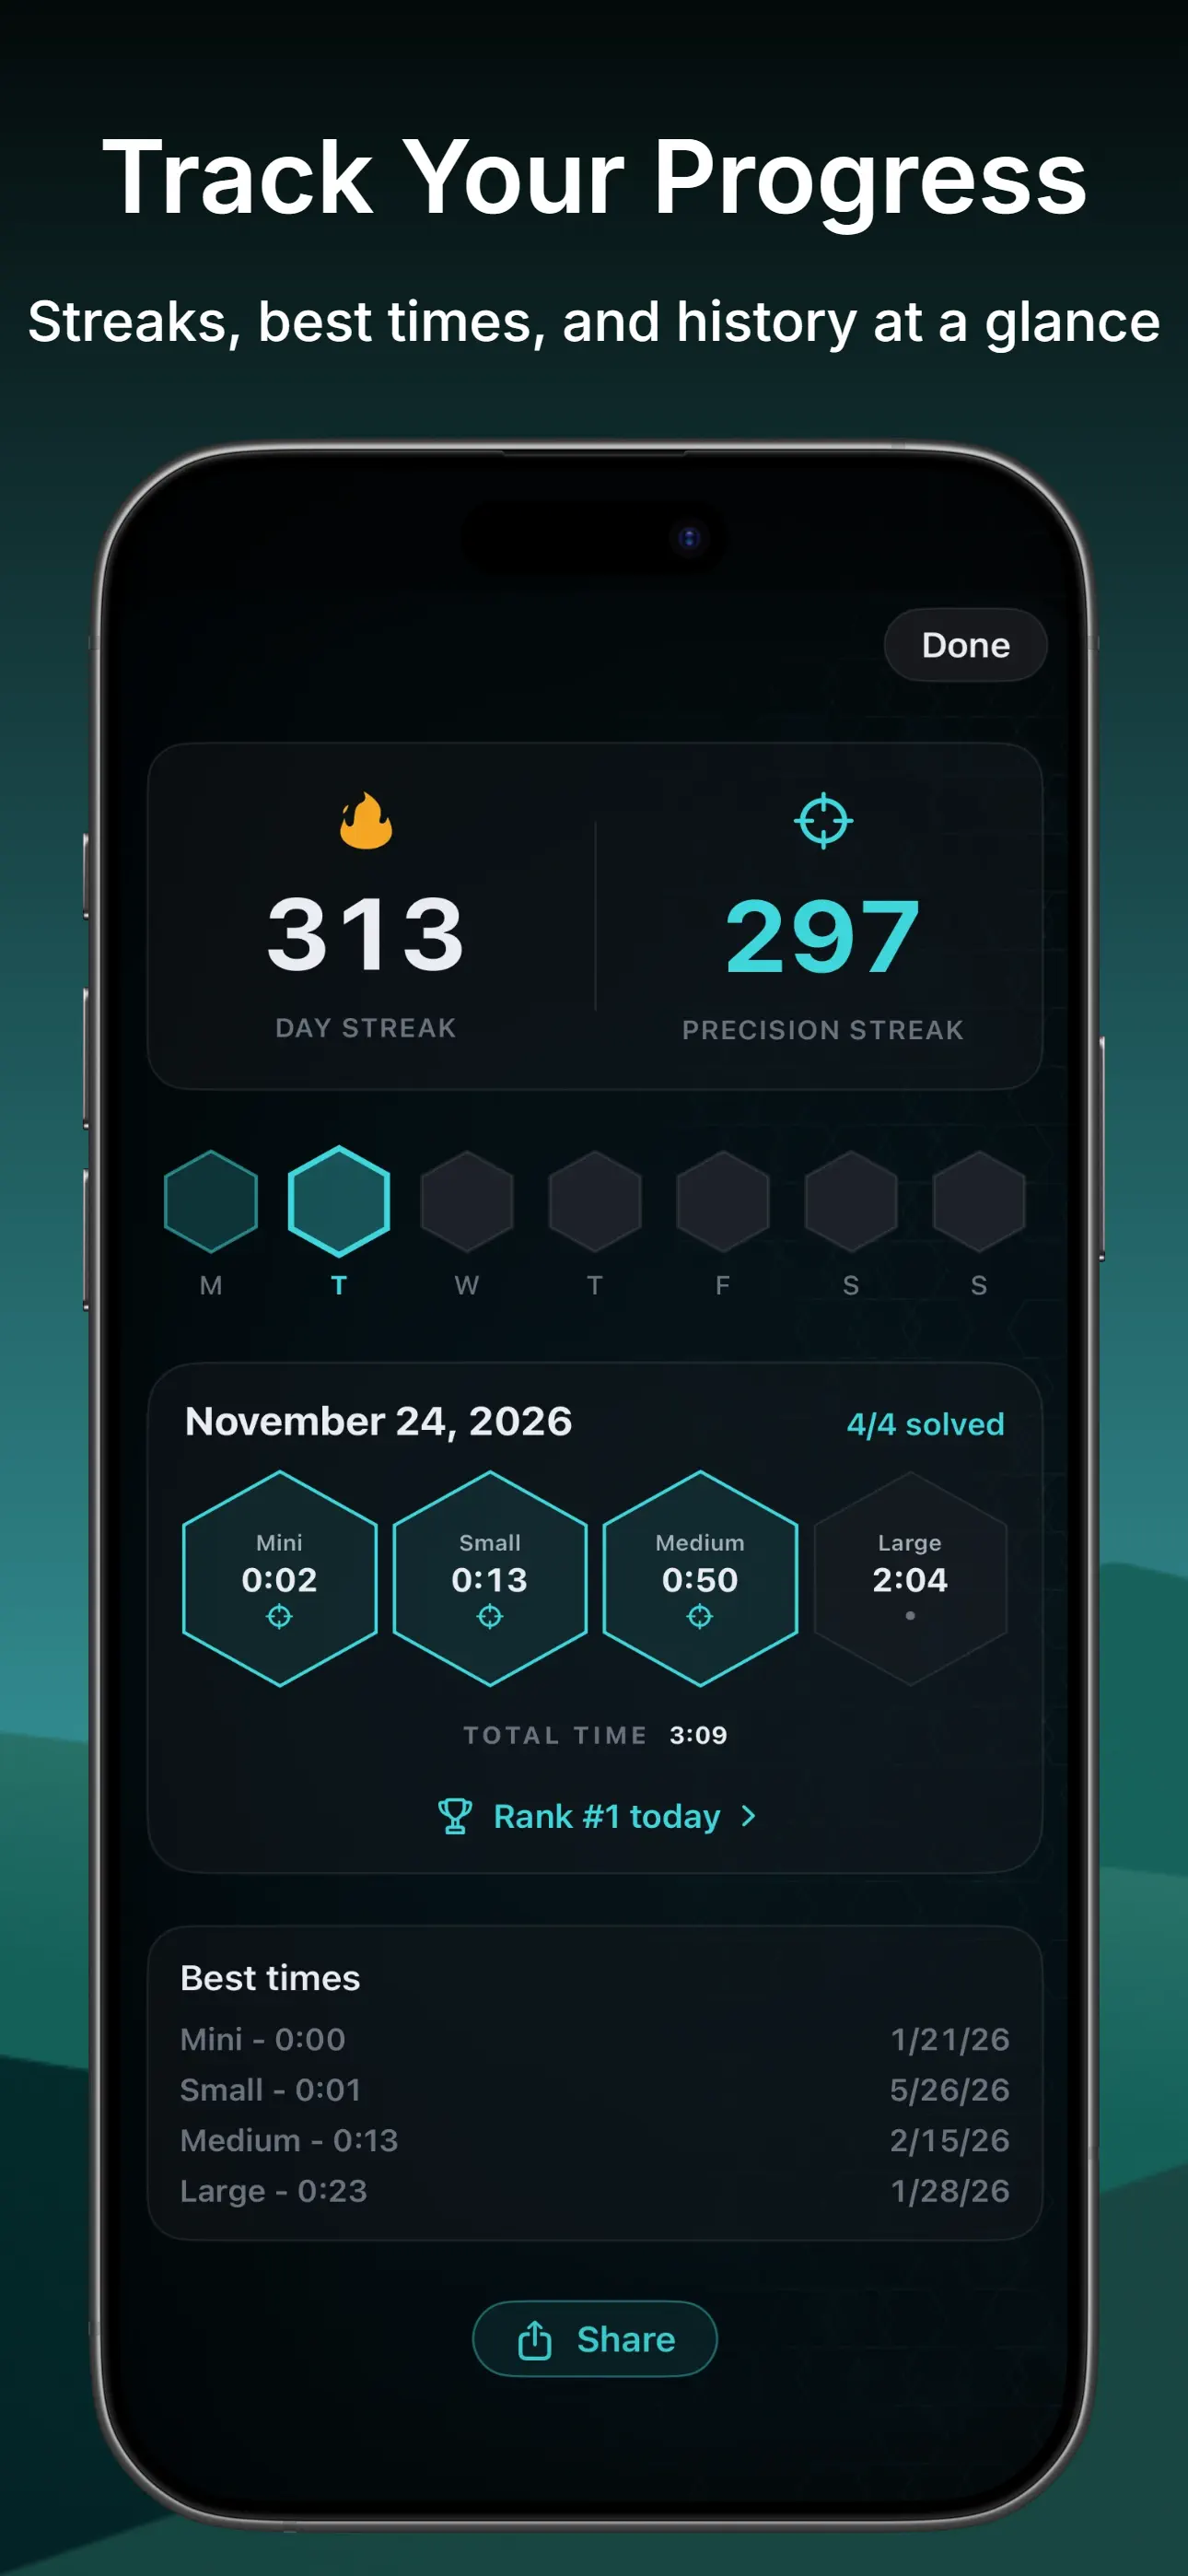 Track Your Progress
Streaks, best times, and history at a glance
Done
313
DAY STREAK
297
PRECISION STREAK
M T W T F S S
November 24, 2026 4/4 solved
Mini
0:02
Small
0:13
Medium
0:50
Large
2:04
TOTAL TIME 3:09
Rank #1 today >
Best times
Mini - 0:00 1/21/26
Small - 0:01 5/26/26
Medium - 0:13 2/15/26
Large - 0:23 1/28/26
Share